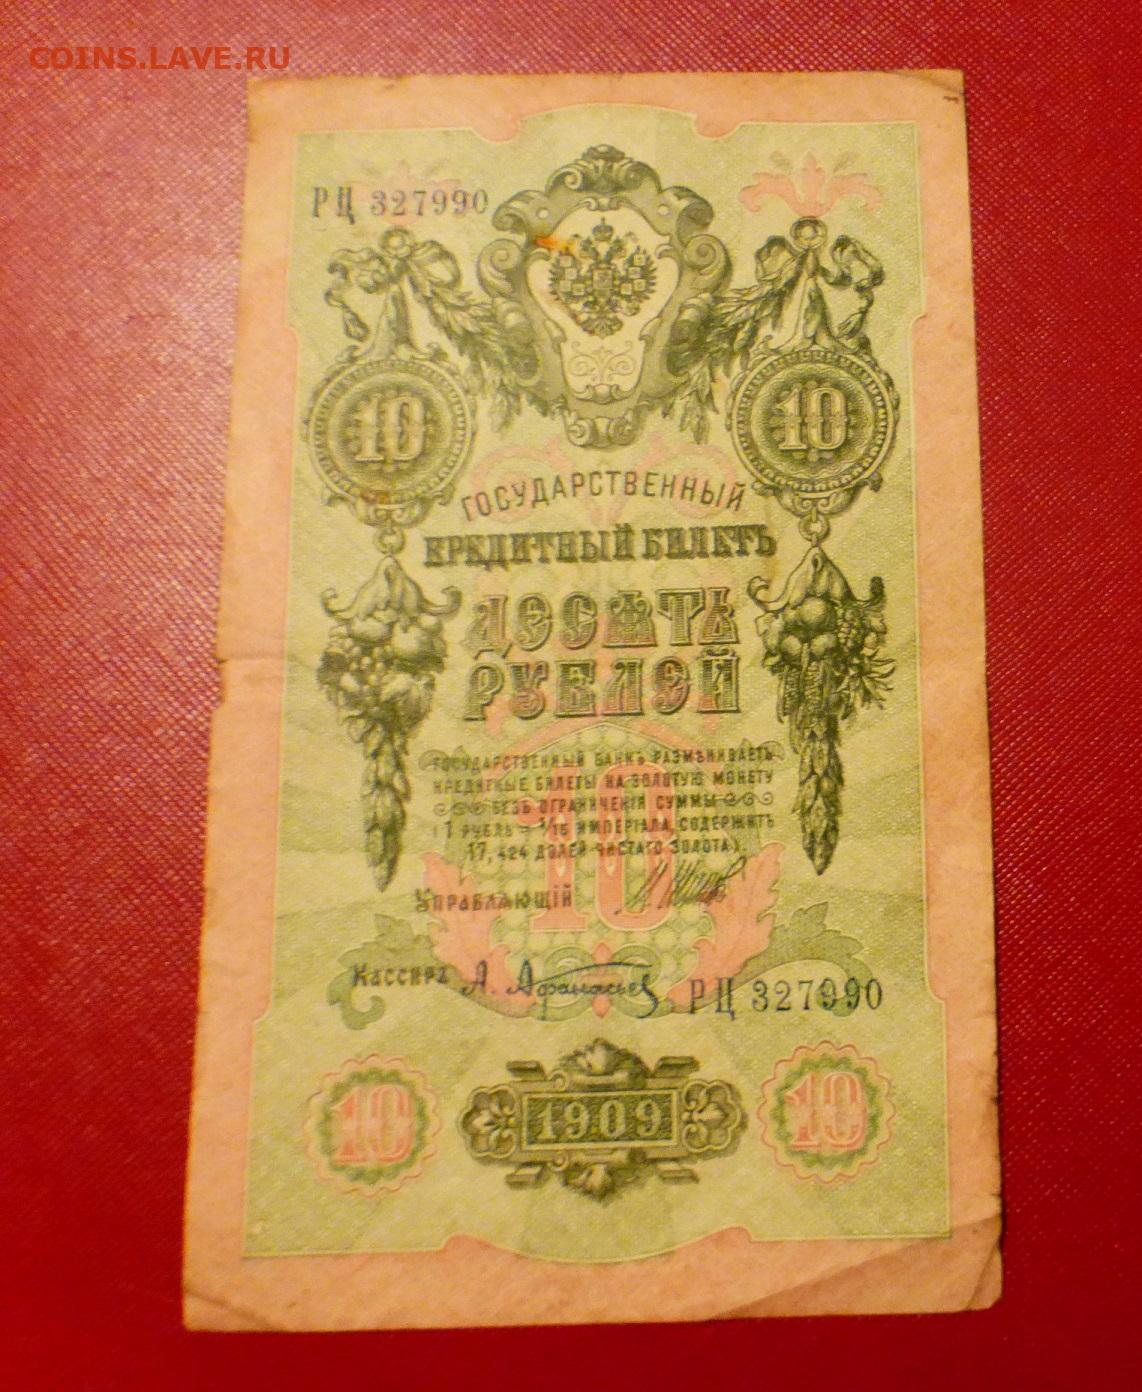 COINS.LAVE.RU
РЦ 327990
10 10
ГОСУДАРСТВЕННЫЙ
КРЕДИТНЫЙ БИЛЕТЪ
ДЕСЯТЬ
РУБЛЕЙ
ГОСУДАРСТВЕННЫЙ БАНКЪ РАЗМѢНИВАЕТЪ
КРЕДИТНЫЕ БИЛЕТЫ НА ЗОЛОТУЮ МОНЕТУ
БЕЗЪ ОГРАНИЧЕНІЯ СУММЫ
(1 РУБЛЬ = 1/15 ИМПЕРІАЛА, СОДЕРЖИТЪ
17,424 ДОЛЕЙ ЧИСТАГО ЗОЛОТА).
10
УПРАВЛЯЮЩІЙ
Кассиръ А. Афанасьев
РЦ 327990
10 1909 10